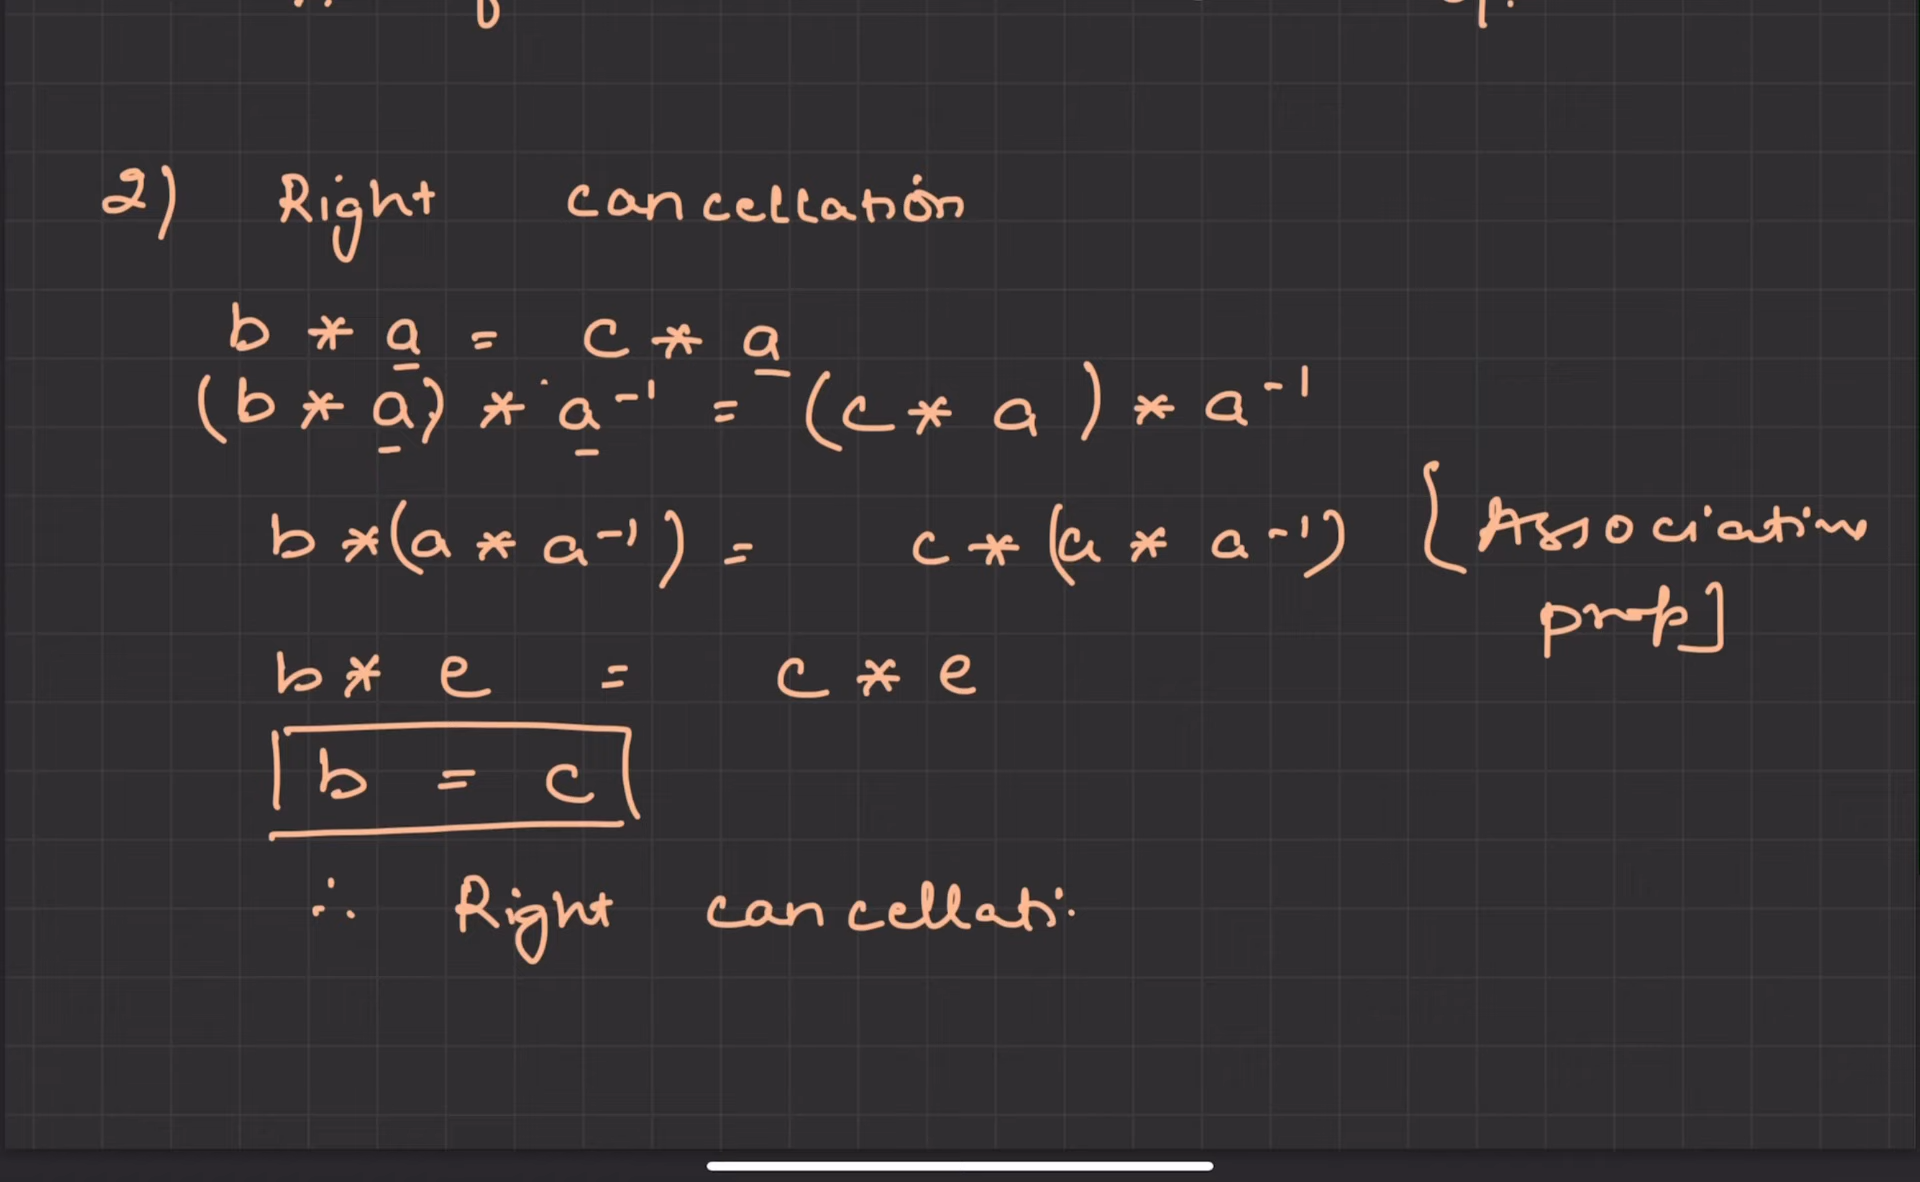 2) Right cancellation
b * a = c * a
(b * a) * a⁻¹ = (c * a) * a⁻¹
b * (a * a⁻¹) = c * (a * a⁻¹) [Associative
prop]
b * e = c * e
b = c
∴ Right cancellati